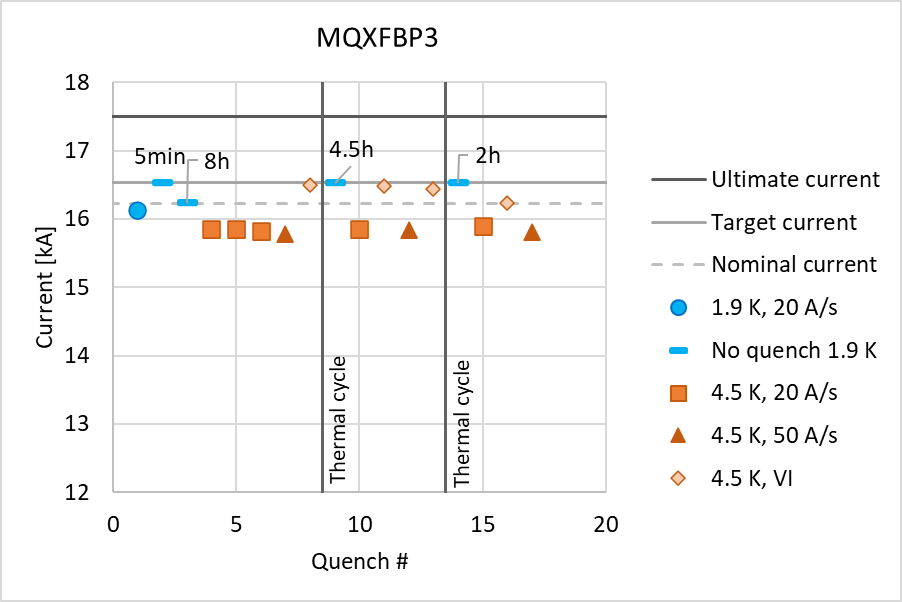 MQXFBP3
18
17
16
15
14
13
12
Current [kA]
5min
8h
4.5h
2h
Thermal cycle
Thermal cycle
0
5
10
15
20
Quench #
Ultimate current
Target current
Nominal current
1.9 K, 20 A/s
No quench 1.9 K
4.5 K, 20 A/s
4.5 K, 50 A/s
4.5 K, VI